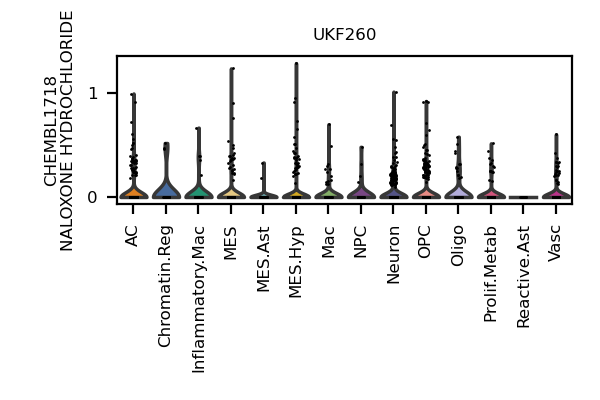 UKF260
CHEMBL1718
NALOXONE HYDROCHLORIDE
1
0
AC
Chromatin.Reg
Inflammatory.Mac
MES
MES.Ast
MES.Hyp
Mac
NPC
Neuron
OPC
Oligo
Prolif.Metab
Reactive.Ast
Vasc